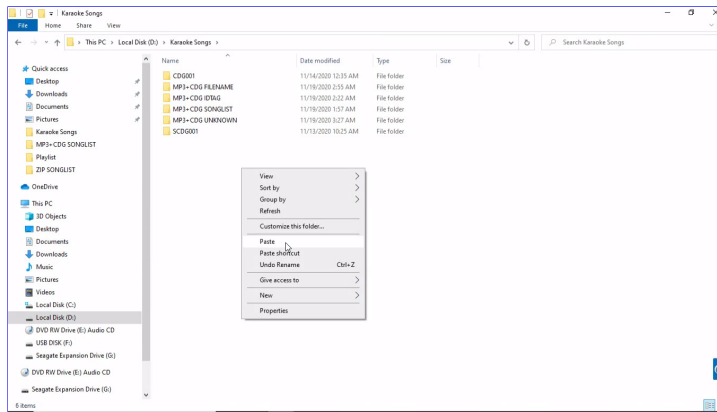 Karaoke Songs
File Home Share View
This PC > Local Disk (D:) > Karaoke Songs >
Search Karaoke Songs
Name Date modified Type Size
CDG001 11/14/2020 12:35 AM File folder
MP3+CDG FILENAME 11/19/2020 2:55 AM File folder
MP3+CDG IDTAG 11/19/2020 2:22 AM File folder
MP3+CDG SONGLIST 11/19/2020 1:57 AM File folder
MP3+CDG UNKNOWN 11/19/2020 3:27 AM File folder
SCDG001 11/13/2020 10:25 AM File folder
Quick access
Desktop
Downloads
Documents
Pictures
Karaoke Songs
MP3+CDG SONGLIST
Playlist
ZIP SONGLIST
OneDrive
This PC
3D Objects
Desktop
Documents
Downloads
Music
Pictures
Videos
Local Disk (C:)
Local Disk (D:)
DVD RW Drive (E:) Audio CD
USB DISK (F:)
Seagate Expansion Drive (G:)
DVD RW Drive (E:) Audio CD
Seagate Expansion Drive (G:)
View
Sort by
Group by
Refresh
Customize this folder...
Paste
Paste shortcut
Undo Rename Ctrl+Z
Give access to
New
Properties
6 items